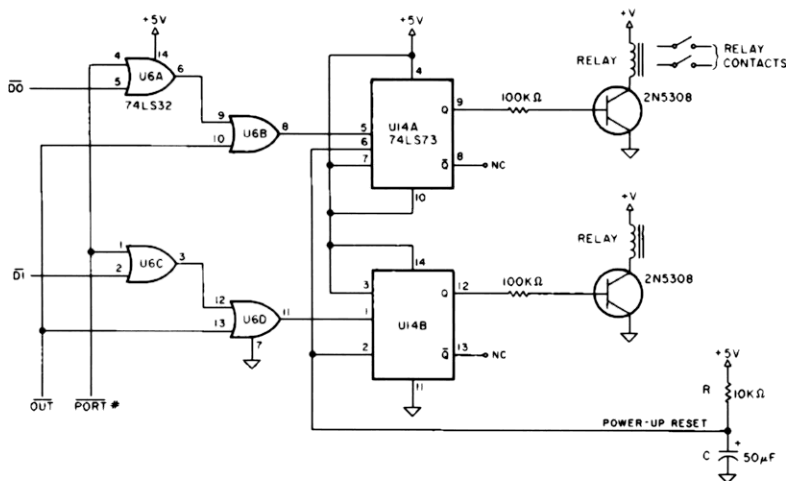 +5V
+5V
+V
4
14
U6A
6
5
D0
74LS32
RELAY
RELAY
CONTACTS
4
9
U6B
8
10
5
U14A
Q
9
100KΩ
2N5308
6
74LS73
7
Q
8
NC
10
+V
RELAY
1
U6C
3
2
D1
14
3
Q
12
100KΩ
2N5308
12
U6D
11
13
7
1
U14B
2
Q
13
NC
11
+5V
R
10KΩ
OUT
PORT #
POWER-UP RESET
+
C
50μF